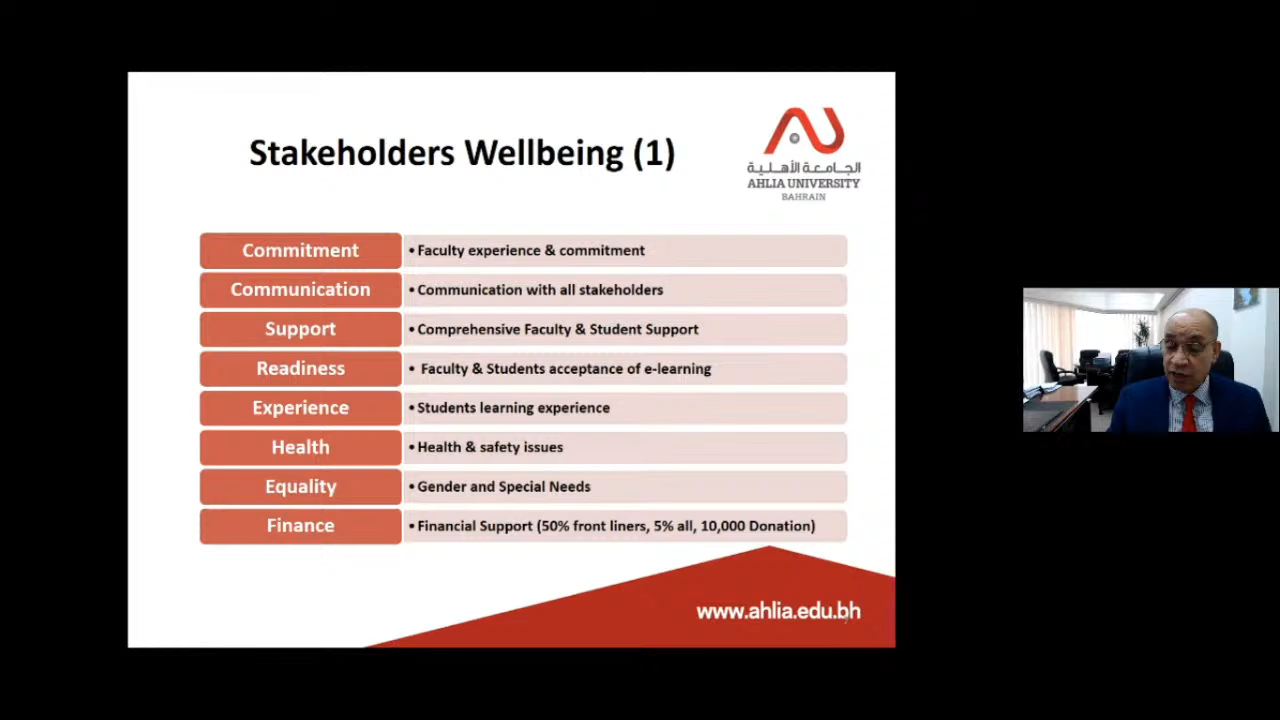 Stakeholders Wellbeing (1)
الجامعة الأهلية
AHLIA UNIVERSITY
BAHRAIN
Commitment
• Faculty experience & commitment
Communication
• Communication with all stakeholders
Support
• Comprehensive Faculty & Student Support
Readiness
• Faculty & Students acceptance of e-learning
Experience
• Students learning experience
Health
• Health & safety issues
Equality
• Gender and Special Needs
Finance
• Financial Support (50% front liners, 5% all, 10,000 Donation)
www.ahlia.edu.bh